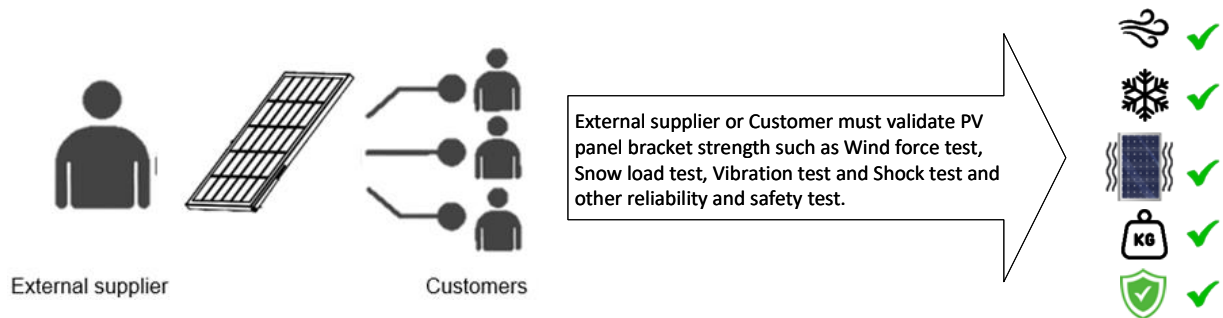 External supplier or Customer must validate PV
panel bracket strength such as Wind force test,
Snow load test, Vibration test and Shock test and
other reliability and safety test.
KG
External supplier
Customers